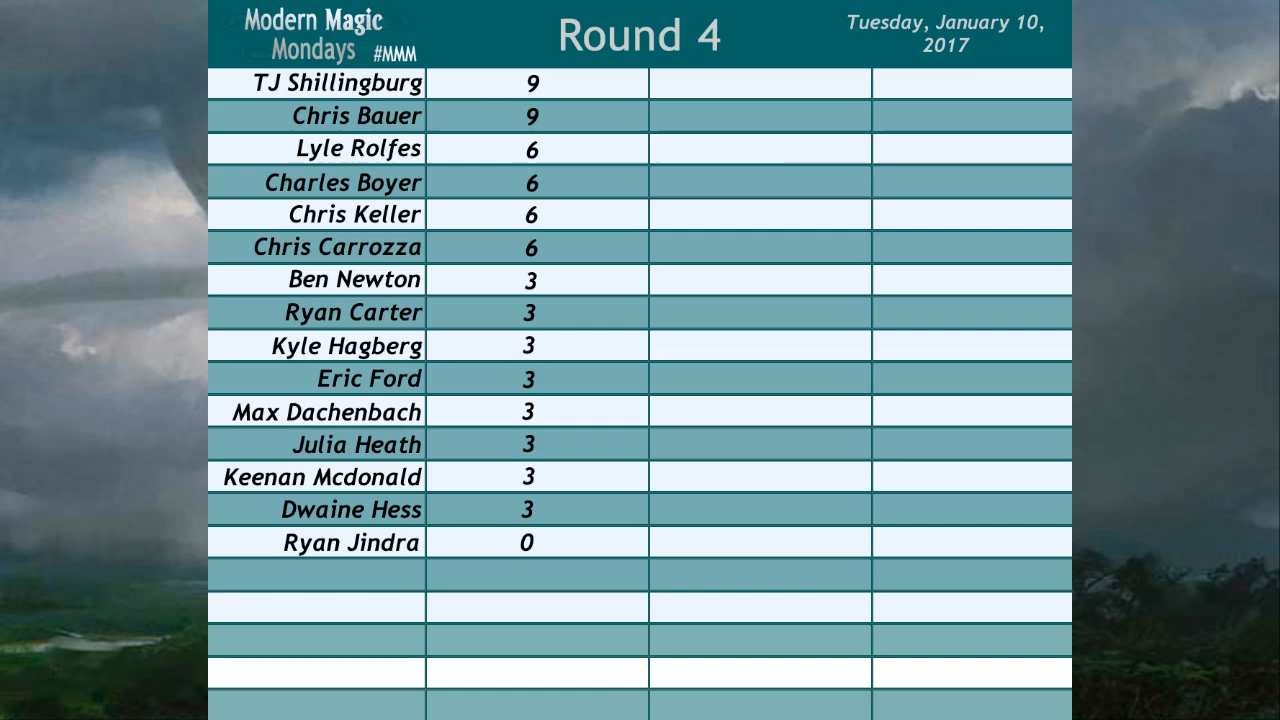 Modern Magic
Mondays #MMM
Round 4
Tuesday, January 10,
2017
TJ Shillingburg 9
Chris Bauer 9
Lyle Rolfes 6
Charles Boyer 6
Chris Keller 6
Chris Carrozza 6
Ben Newton 3
Ryan Carter 3
Kyle Hagberg 3
Eric Ford 3
Max Dachenbach 3
Julia Heath 3
Keenan Mcdonald 3
Dwaine Hess 3
Ryan Jindra 0